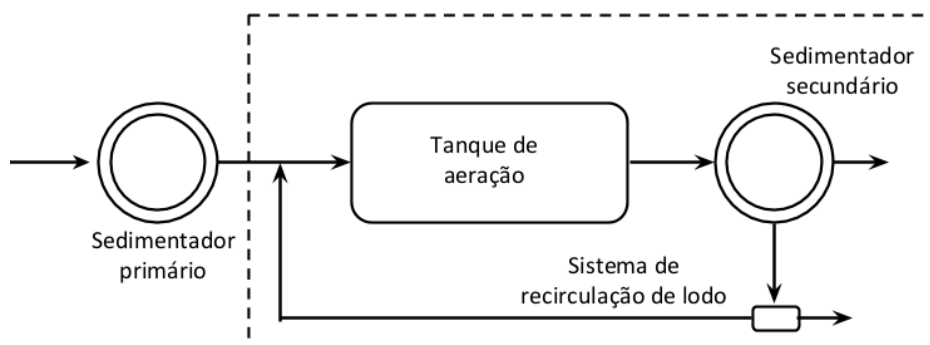 Sedimentador
secundário
Tanque de
aeração
Sedimentador
primário
Sistema de
recirculação de lodo